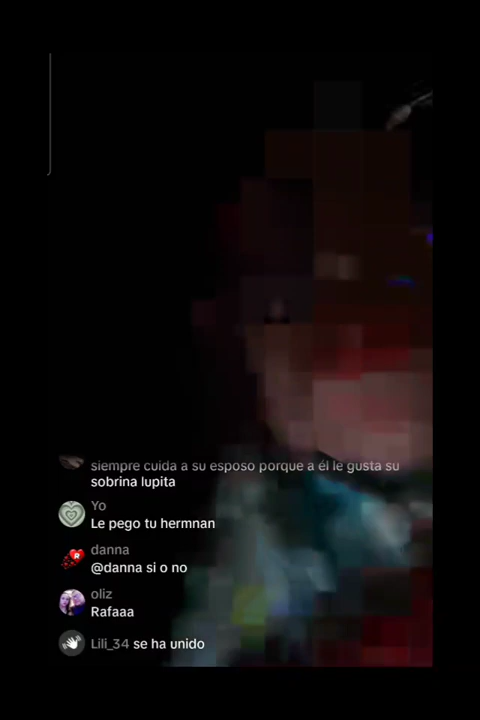 siempre cuida a su esposo porque a él le gusta su
sobrina lupita
Yo
Le pego tu hermnan
danna
@danna si o no
oliz
Rafaaa
Lili_34 se ha unido